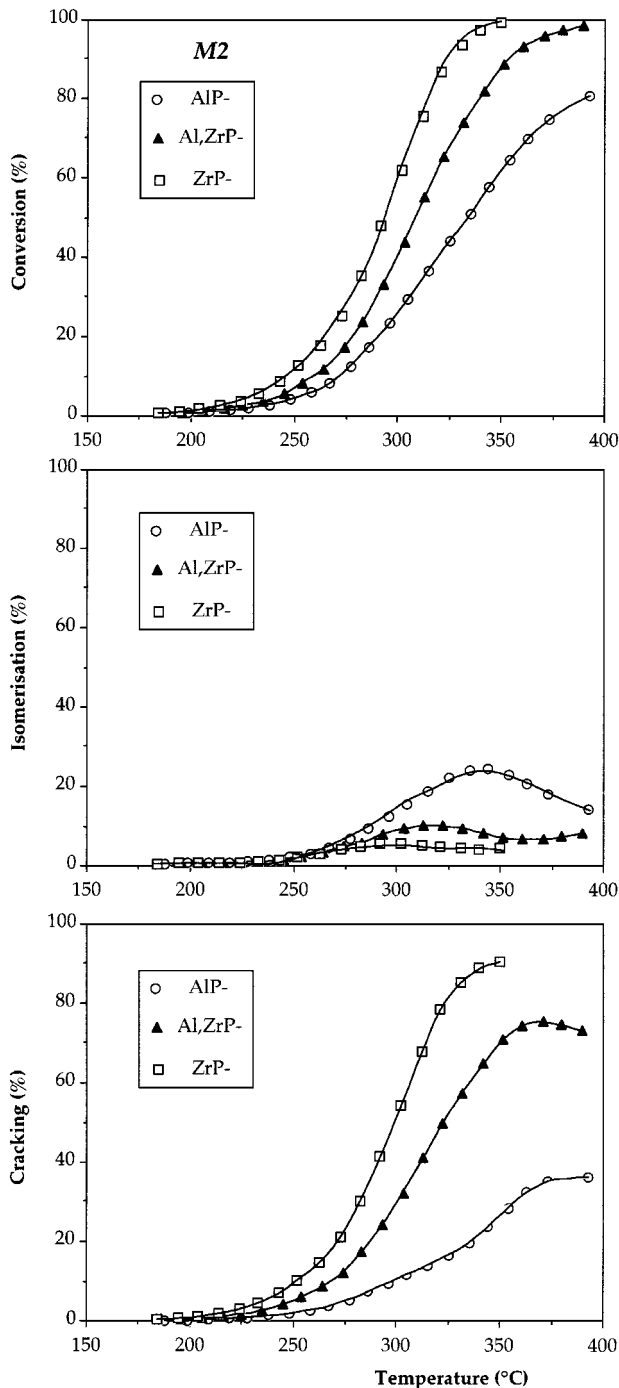 M2
AlP-
Al,ZrP-
ZrP-
Conversion (%)
100
80
60
40
20
0
150 200 250 300 350 400
AlP-
Al,ZrP-
ZrP-
Isomerisation (%)
100
80
60
40
20
0
150 200 250 300 350 400
AlP-
Al,ZrP-
ZrP-
Cracking (%)
100
80
60
40
20
0
150 200 250 300 350 400
Temperature (°C)